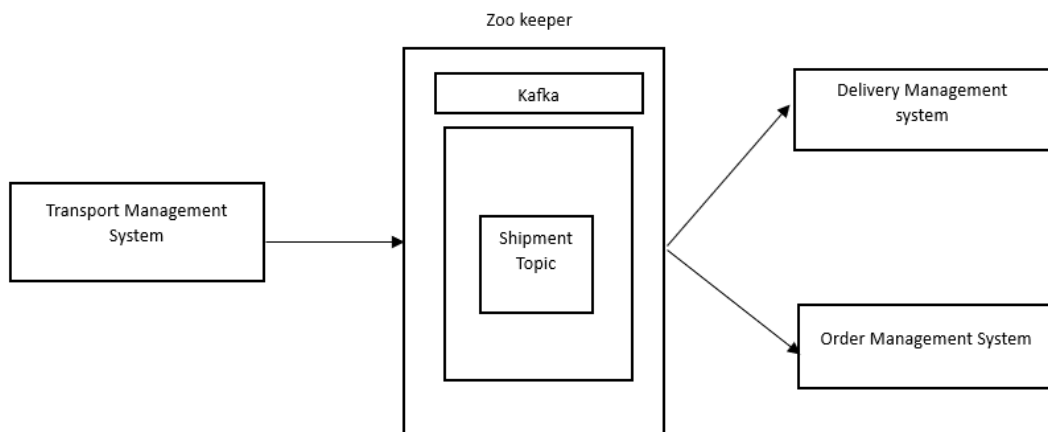 Zoo keeper
Kafka
Delivery Management
system
Transport Management
System
Shipment
Topic
Order Management System